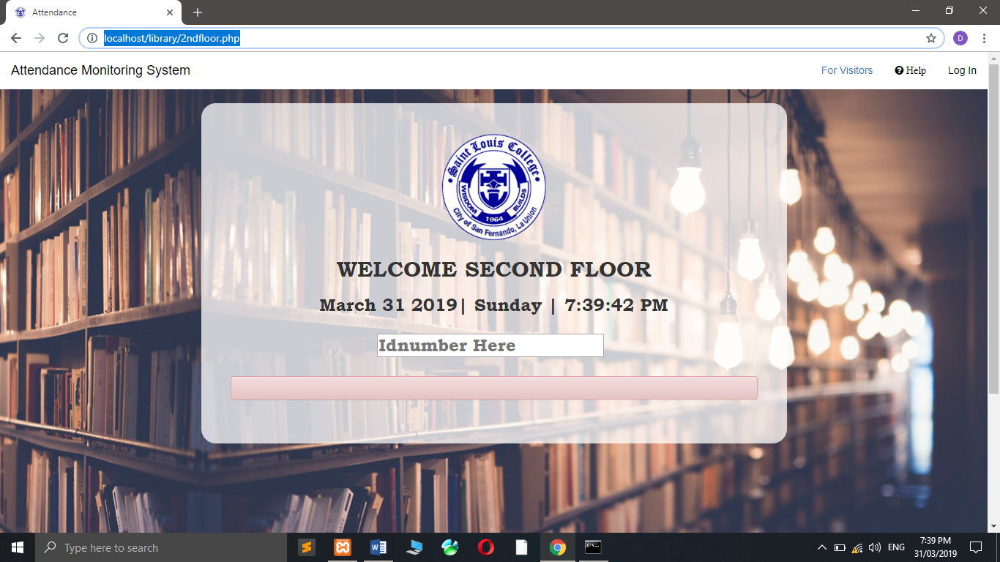 Attendance
localhost/library/2ndfloor.php
D
Attendance Monitoring System
For Visitors
Help
Log In
Saint Louis College
WISDOM BUILDS
1964
City of San Fernando, La Union
WELCOME SECOND FLOOR
March 31 2019| Sunday | 7:39:42 PM
Idnumber Here
Type here to search
ENG
7:39 PM
31/03/2019